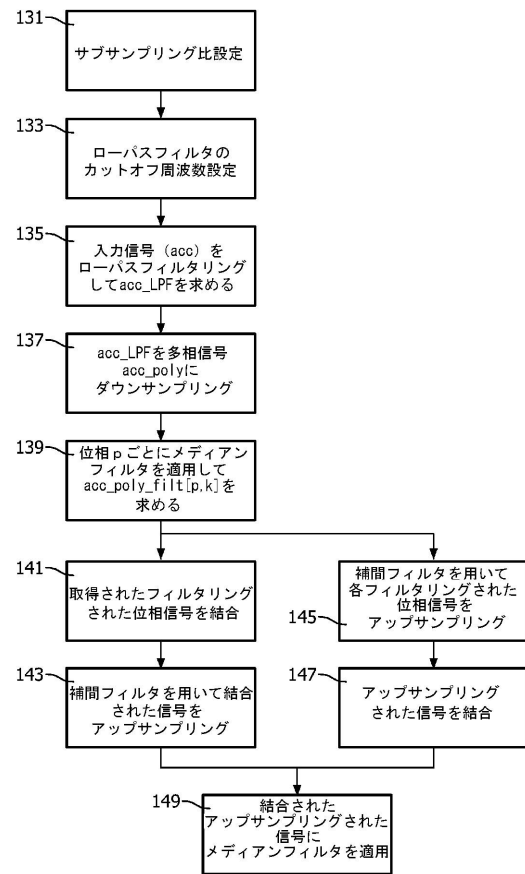 131
サブサンプリング比設定
133
ローパスフィルタの
カットオフ周波数設定
135
入力信号（acc）を
ローパスフィルタリング
してacc_LPFを求める
137
acc_LPFを多相信号
acc_polyに
ダウンサンプリング
139
位相ｐごとにメディアン
フィルタを適用して
acc_poly_filt[p,k]を
求める
141
取得されたフィルタリング
された位相信号を結合
145
補間フィルタを用いて
各フィルタリングされた
位相信号を
アップサンプリング
143
補間フィルタを用いて結合
された信号を
アップサンプリング
147
アップサンプリング
された信号を結合
149
結合された
アップサンプリングされた
信号に
メディアンフィルタを適用